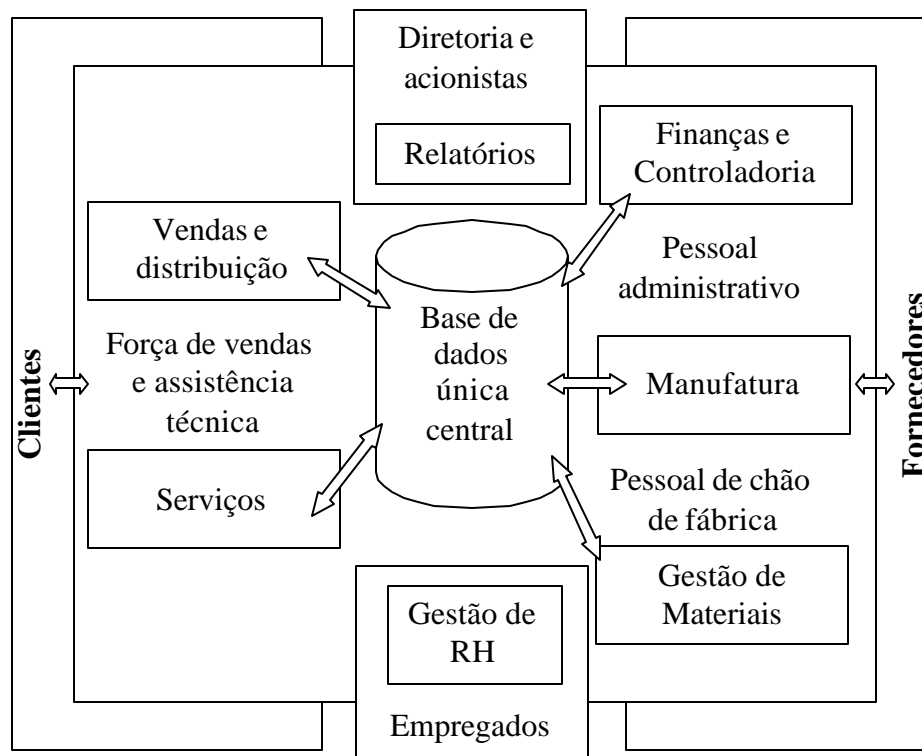 Diretoria e
acionistas
Relatórios
Finanças e
Controladoria
Vendas e
distribuição
Pessoal
administrativo
Base de
dados
única
central
Força de vendas
e assistência
técnica
Clientes
Manufatura
Fornecedores
Serviços
Pessoal de chão
de fábrica
Gestão de
Materiais
Gestão de
RH
Empregados